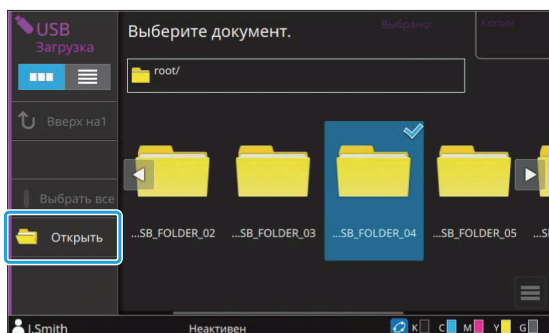 USB
Загрузка
Выберите документ.
Выбрано:
Копии
root/
Вверх на1
Выбрать все
Открыть
...SB_FOLDER_02
...SB_FOLDER_03
...SB_FOLDER_04
...SB_FOLDER_05
...S
J.Smith
Неактивен
K C M Y G